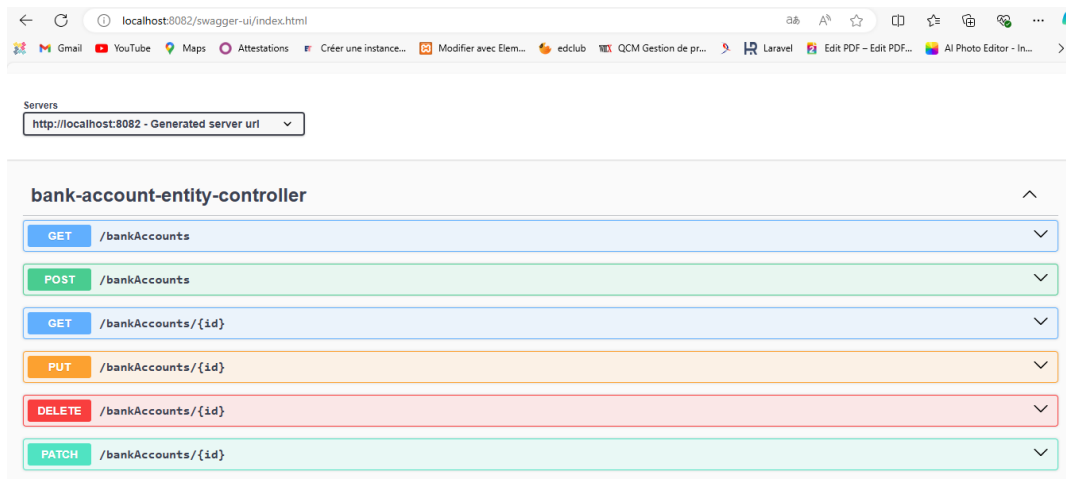 localhost:8082/swagger-ui/index.html
Gmail YouTube Maps Attestations Créer une instance... Modifier avec Elem... edclub QCM Gestion de pr... Laravel Edit PDF – Edit PDF... AI Photo Editor - In...
Servers
http://localhost:8082 - Generated server url
bank-account-entity-controller
GET /bankAccounts
POST /bankAccounts
GET /bankAccounts/{id}
PUT /bankAccounts/{id}
DELETE /bankAccounts/{id}
PATCH /bankAccounts/{id}